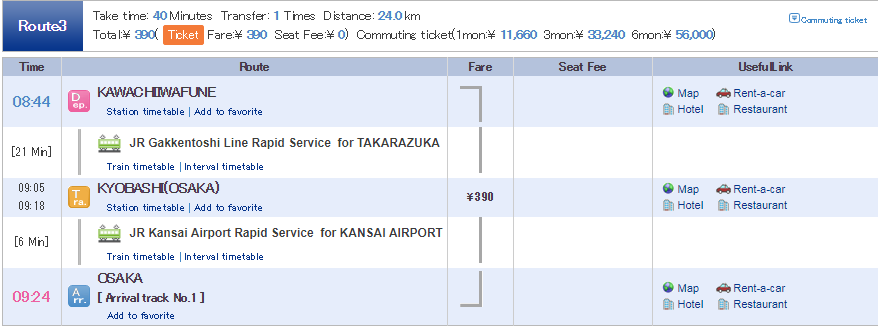 Route3
Take time: 40 Minutes Transfer: 1 Times Distance: 24.0 km
Commuting ticket
Total:¥ 390( Ticket Fare:¥ 390 Seat Fee:¥ 0) Commuting ticket(1mon:¥ 11,660 3mon:¥ 33,240 6mon:¥ 56,000)
Time Route Fare Seat Fee UsefulLink
08:44 Dep. KAWACHIIWAFUNE Map Rent-a-car
Station timetable | Add to favorite Hotel Restaurant
[21 Min] JR Gakkentoshi Line Rapid Service for TAKARAZUKA
Train timetable | Interval timetable
09:05 Tra. KYOBASHI(OSAKA) ¥390 Map Rent-a-car
09:18 Station timetable | Add to favorite Hotel Restaurant
[6 Min] JR Kansai Airport Rapid Service for KANSAI AIRPORT
Train timetable | Interval timetable
09:24 Arr. OSAKA Map Rent-a-car
[ Arrival track No.1 ] Hotel Restaurant
Add to favorite